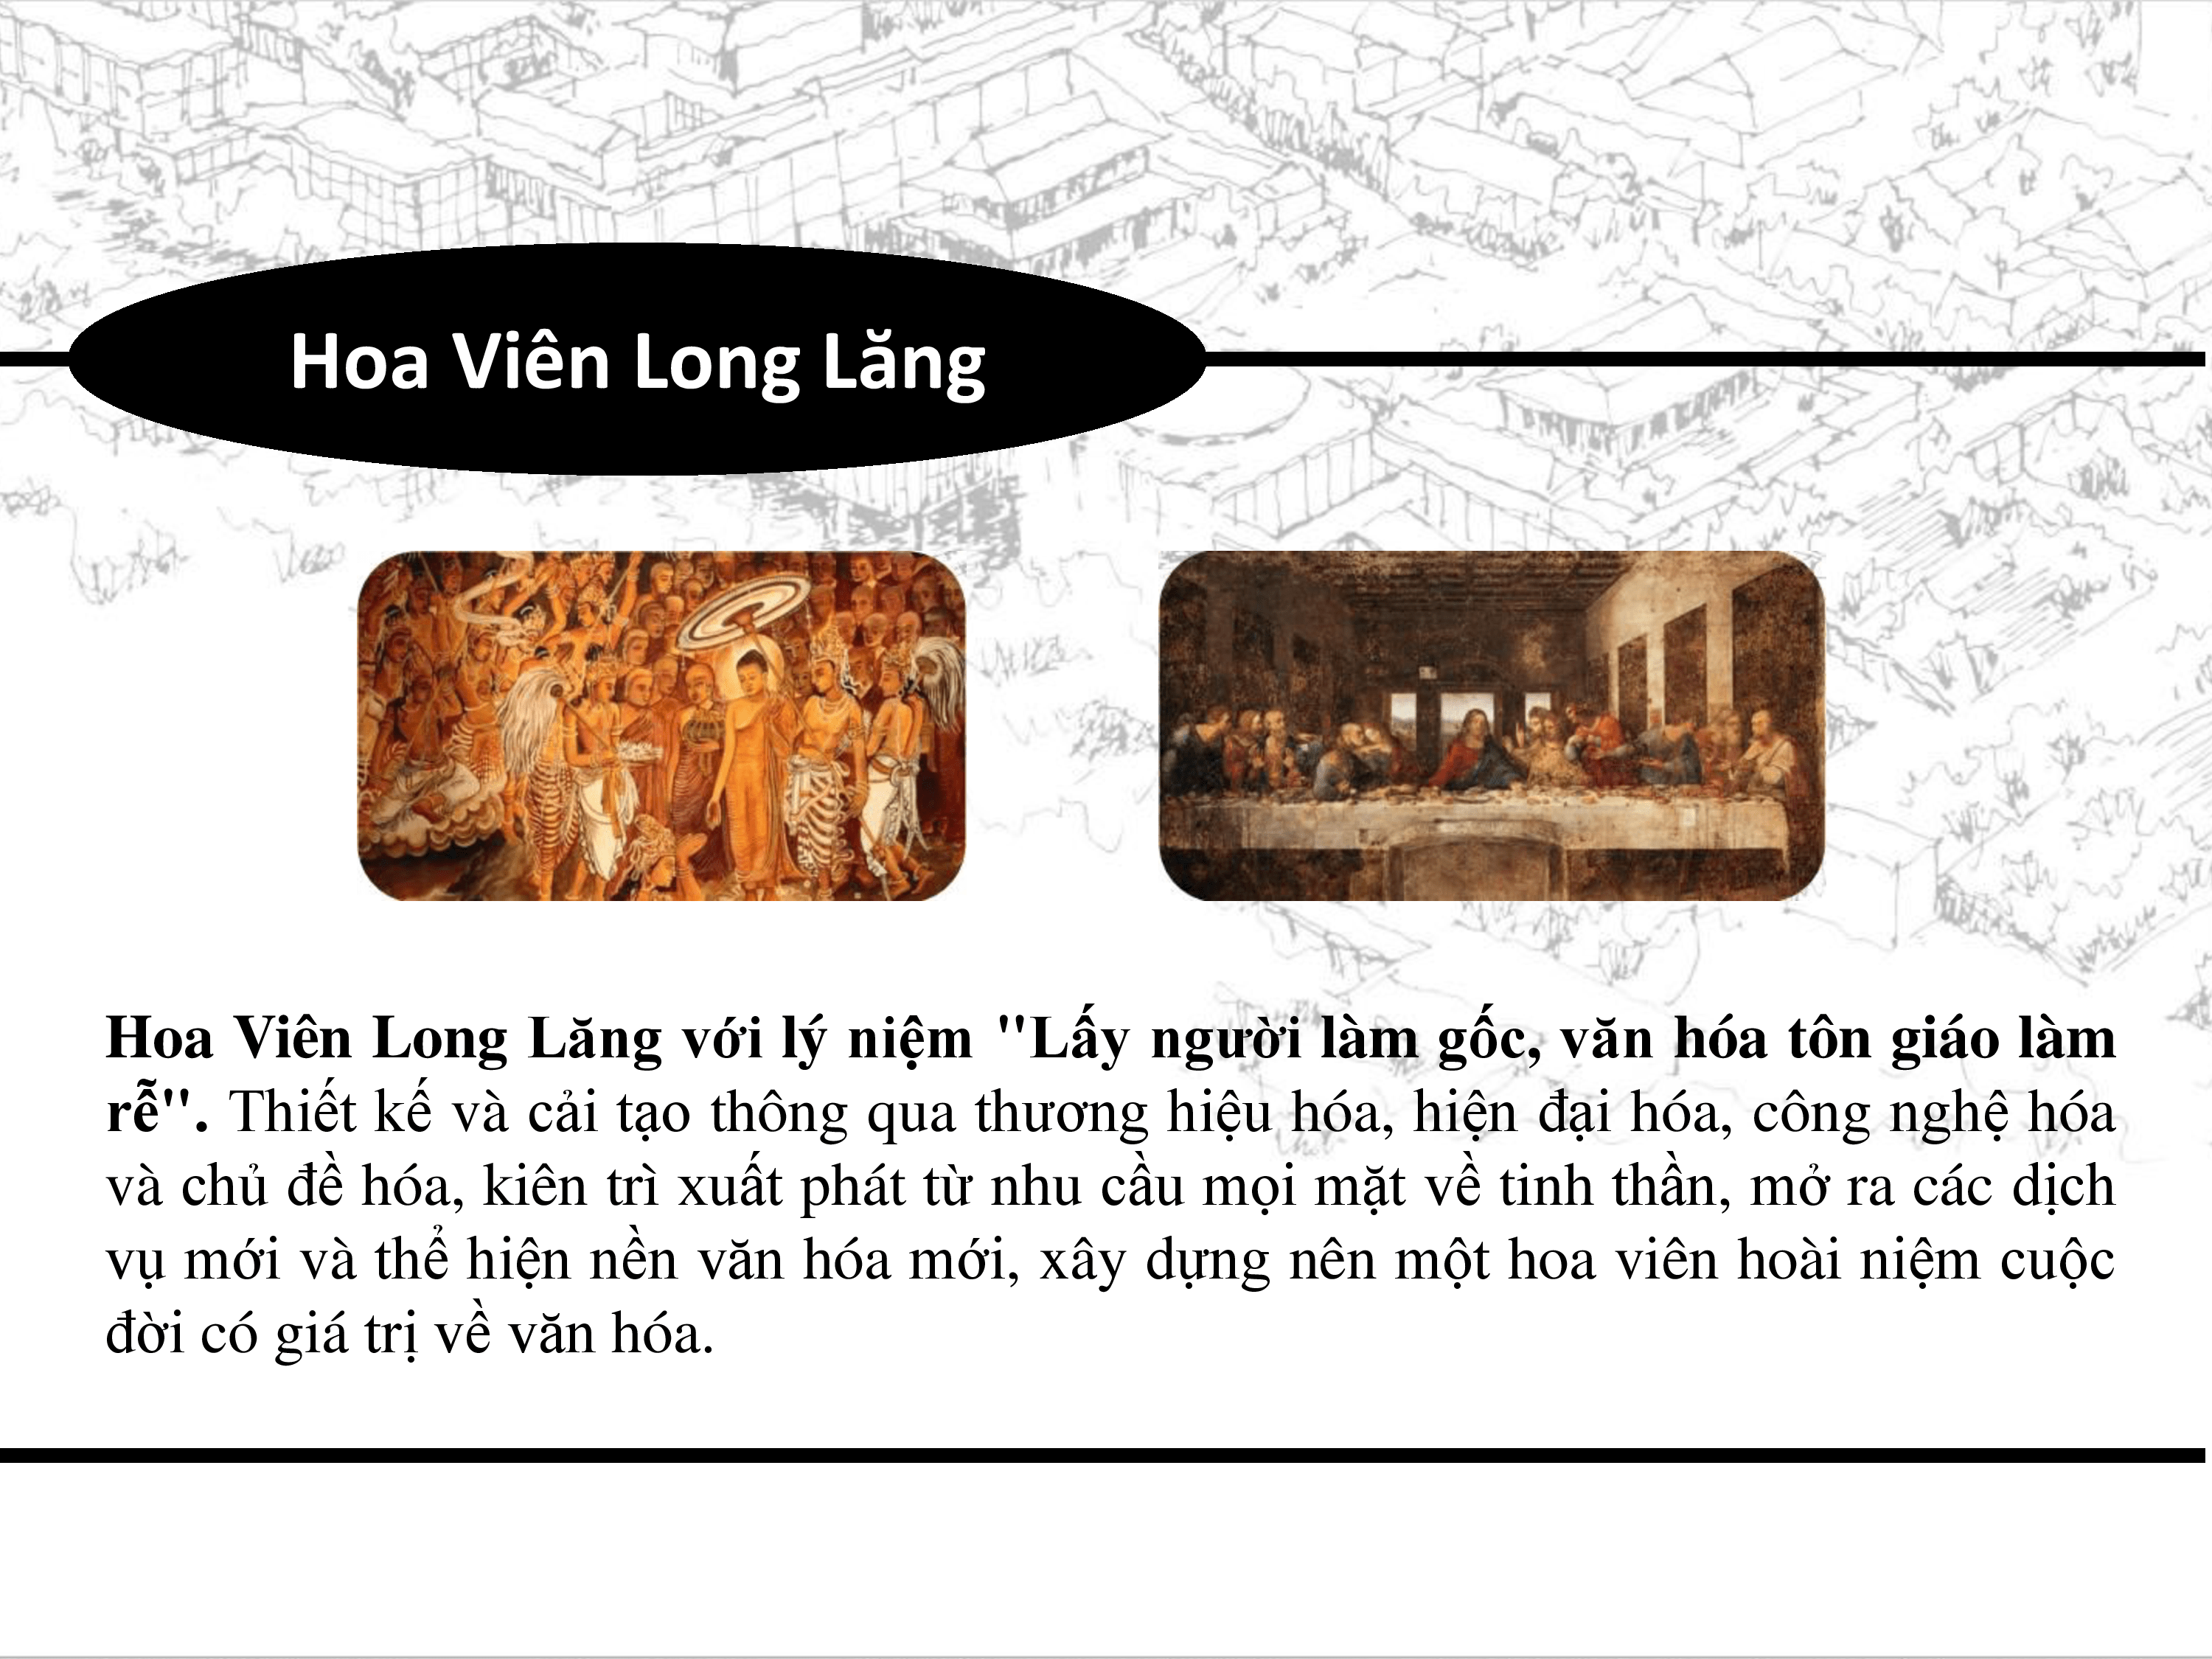 Hoa Viên Long Lăng
Hoa Viên Long Lăng với lý niệm "Lấy người làm gốc, văn hóa tôn giáo làm
rễ". Thiết kế và cải tạo thông qua thương hiệu hóa, hiện đại hóa, công nghệ hóa
và chủ đề hóa, kiên trì xuất phát từ nhu cầu mọi mặt về tinh thần, mở ra các dịch
vụ mới và thể hiện nền văn hóa mới, xây dựng nên một hoa viên hoài niệm cuộc
đời có giá trị về văn hóa.